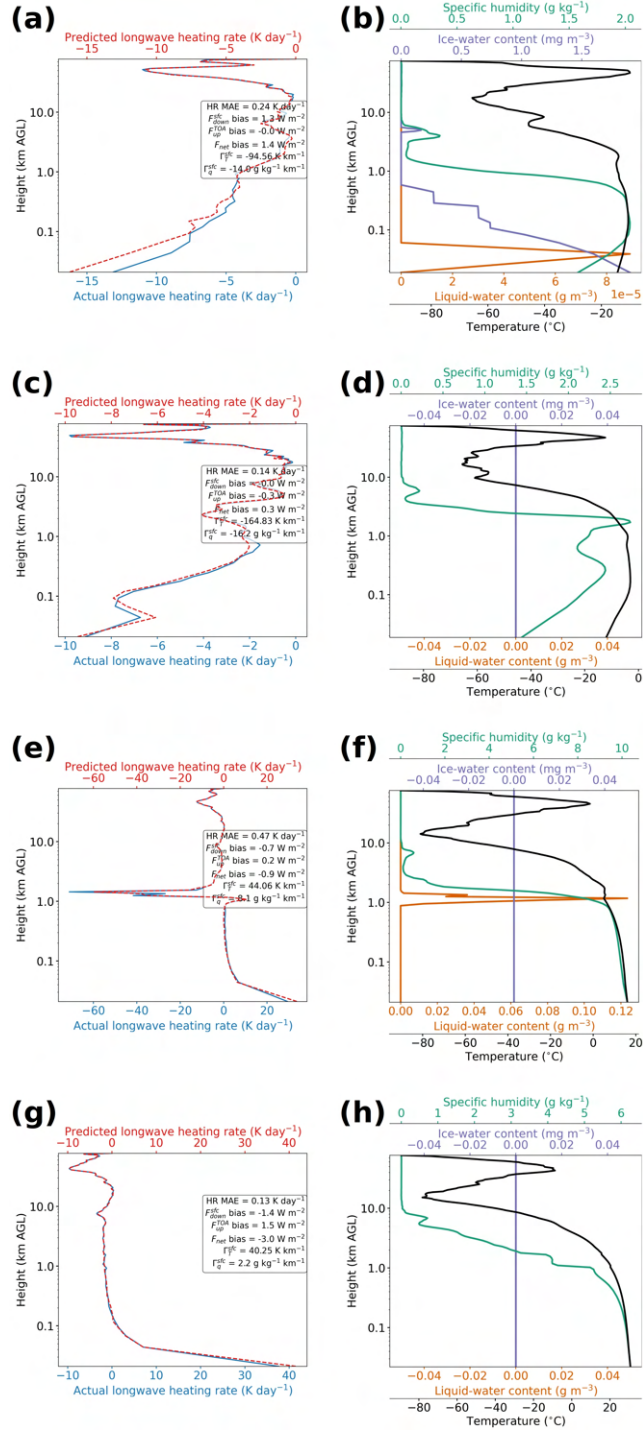 (a)
Predicted longwave heating rate (K day⁻¹)
−15 −10 −5 0
Height (km AGL)
10.0
1.0
0.1
HR MAE = 0.24 K day⁻¹
F_down^sfc bias = 1.3 W m⁻²
F_up^TOA bias = -0.0 W m⁻²
F_net bias = 1.4 W m⁻²
Γ_T^sfc = -94.56 K km⁻¹
Γ_q^sfc = -14.0 g kg⁻¹ km⁻¹
−15 −10 −5 0
Actual longwave heating rate (K day⁻¹)
(b)
Specific humidity (g kg⁻¹)
0.0 0.5 1.0 1.5 2.0
Ice-water content (mg m⁻³)
0.0 0.5 1.0 1.5
Height (km AGL)
10.0
1.0
0.1
0 2 4 6 8
1e−5
Liquid-water content (g m⁻³)
−80 −60 −40 −20
Temperature (°C)
(c)
Predicted longwave heating rate (K day⁻¹)
−10 −8 −6 −4 −2 0
Height (km AGL)
10.0
1.0
0.1
HR MAE = 0.14 K day⁻¹
F_down^sfc bias = 0.0 W m⁻²
F_up^TOA bias = -0.3 W m⁻²
F_net bias = 0.3 W m⁻²
Γ_T^sfc = -164.83 K km⁻¹
Γ_q^sfc = -16.2 g kg⁻¹ km⁻¹
−10 −8 −6 −4 −2 0
Actual longwave heating rate (K day⁻¹)
(d)
Specific humidity (g kg⁻¹)
0.0 0.5 1.0 1.5 2.0 2.5
Ice-water content (mg m⁻³)
−0.04 −0.02 0.00 0.02 0.04
Height (km AGL)
10.0
1.0
0.1
−0.04 −0.02 0.00 0.02 0.04
Liquid-water content (g m⁻³)
−80 −60 −40 −20 0
Temperature (°C)
(e)
Predicted longwave heating rate (K day⁻¹)
−60 −40 −20 0 20
Height (km AGL)
10.0
1.0
0.1
HR MAE = 0.47 K day⁻¹
F_down^sfc bias = -0.7 W m⁻²
F_up^TOA bias = 0.2 W m⁻²
F_net bias = -0.9 W m⁻²
Γ_T^sfc = 44.06 K km⁻¹
−60 −40 −20 0 20
Actual longwave heating rate (K day⁻¹)
(f)
Specific humidity (g kg⁻¹)
0 2 4 6 8 10
Ice-water content (mg m⁻³)
−0.04 −0.02 0.00 0.02 0.04
Height (km AGL)
10.0
1.0
0.1
0.00 0.02 0.04 0.06 0.08 0.10 0.12
Liquid-water content (g m⁻³)
−80 −60 −40 −20 0 20
Temperature (°C)
(g)
Predicted longwave heating rate (K day⁻¹)
−10 0 10 20 30 40
Height (km AGL)
10.0
1.0
0.1
HR MAE = 0.13 K day⁻¹
F_down^sfc bias = -1.4 W m⁻²
F_up^TOA bias = 1.5 W m⁻²
F_net bias = -3.0 W m⁻²
Γ_T^sfc = 40.25 K km⁻¹
Γ_q^sfc = 2.2 g kg⁻¹ km⁻¹
−10 0 10 20 30 40
Actual longwave heating rate (K day⁻¹)
(h)
Specific humidity (g kg⁻¹)
0 1 2 3 4 5 6
Ice-water content (mg m⁻³)
−0.04 −0.02 0.00 0.02 0.04
Height (km AGL)
10.0
1.0
0.1
−0.04 −0.02 0.00 0.02 0.04
Liquid-water content (g m⁻³)
−80 −60 −40 −20 0 20
Temperature (°C)